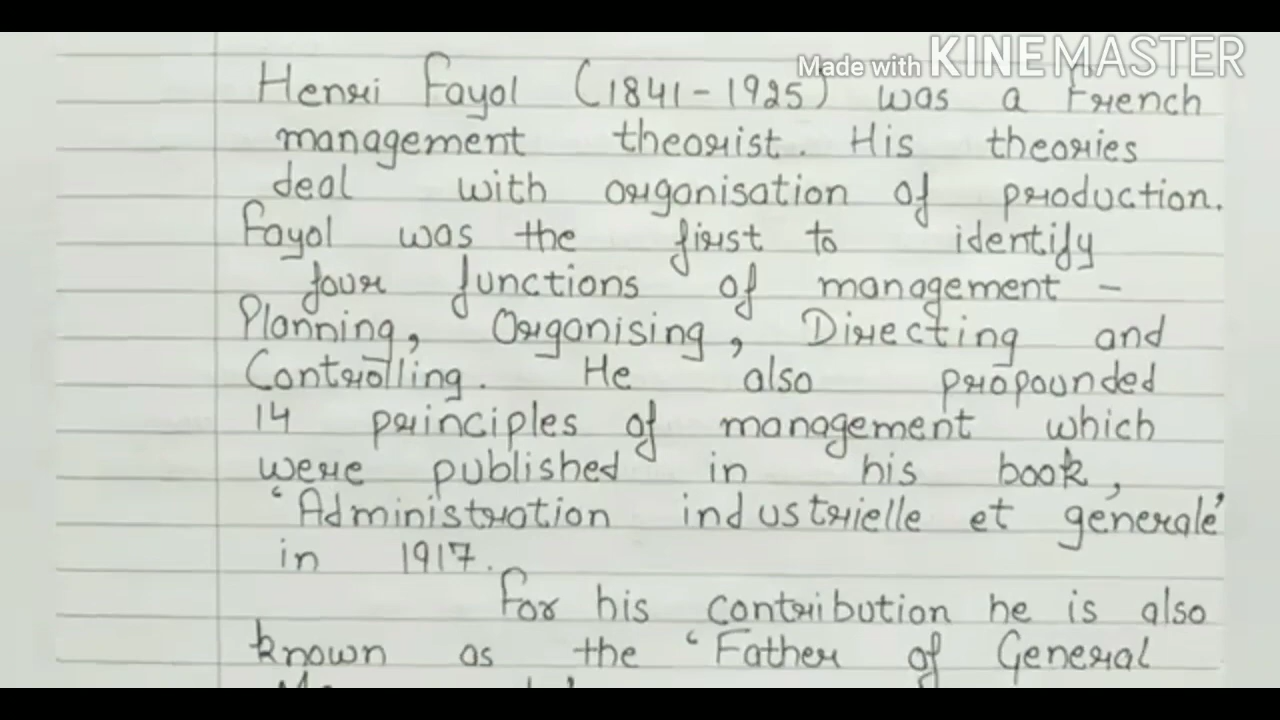 Made with KINEMASTER
Henri Fayol (1841-1925) was a French
management theorist. His theories
deal with organisation of production.
Fayol was the first to identify
four functions of management -
Planning, Organising, Directing and
Controlling. He also propounded
14 principles of management which
were published in his book,
'Administration industrielle et generale'
in 1917.
For his contribution he is also
known as the 'Father of General